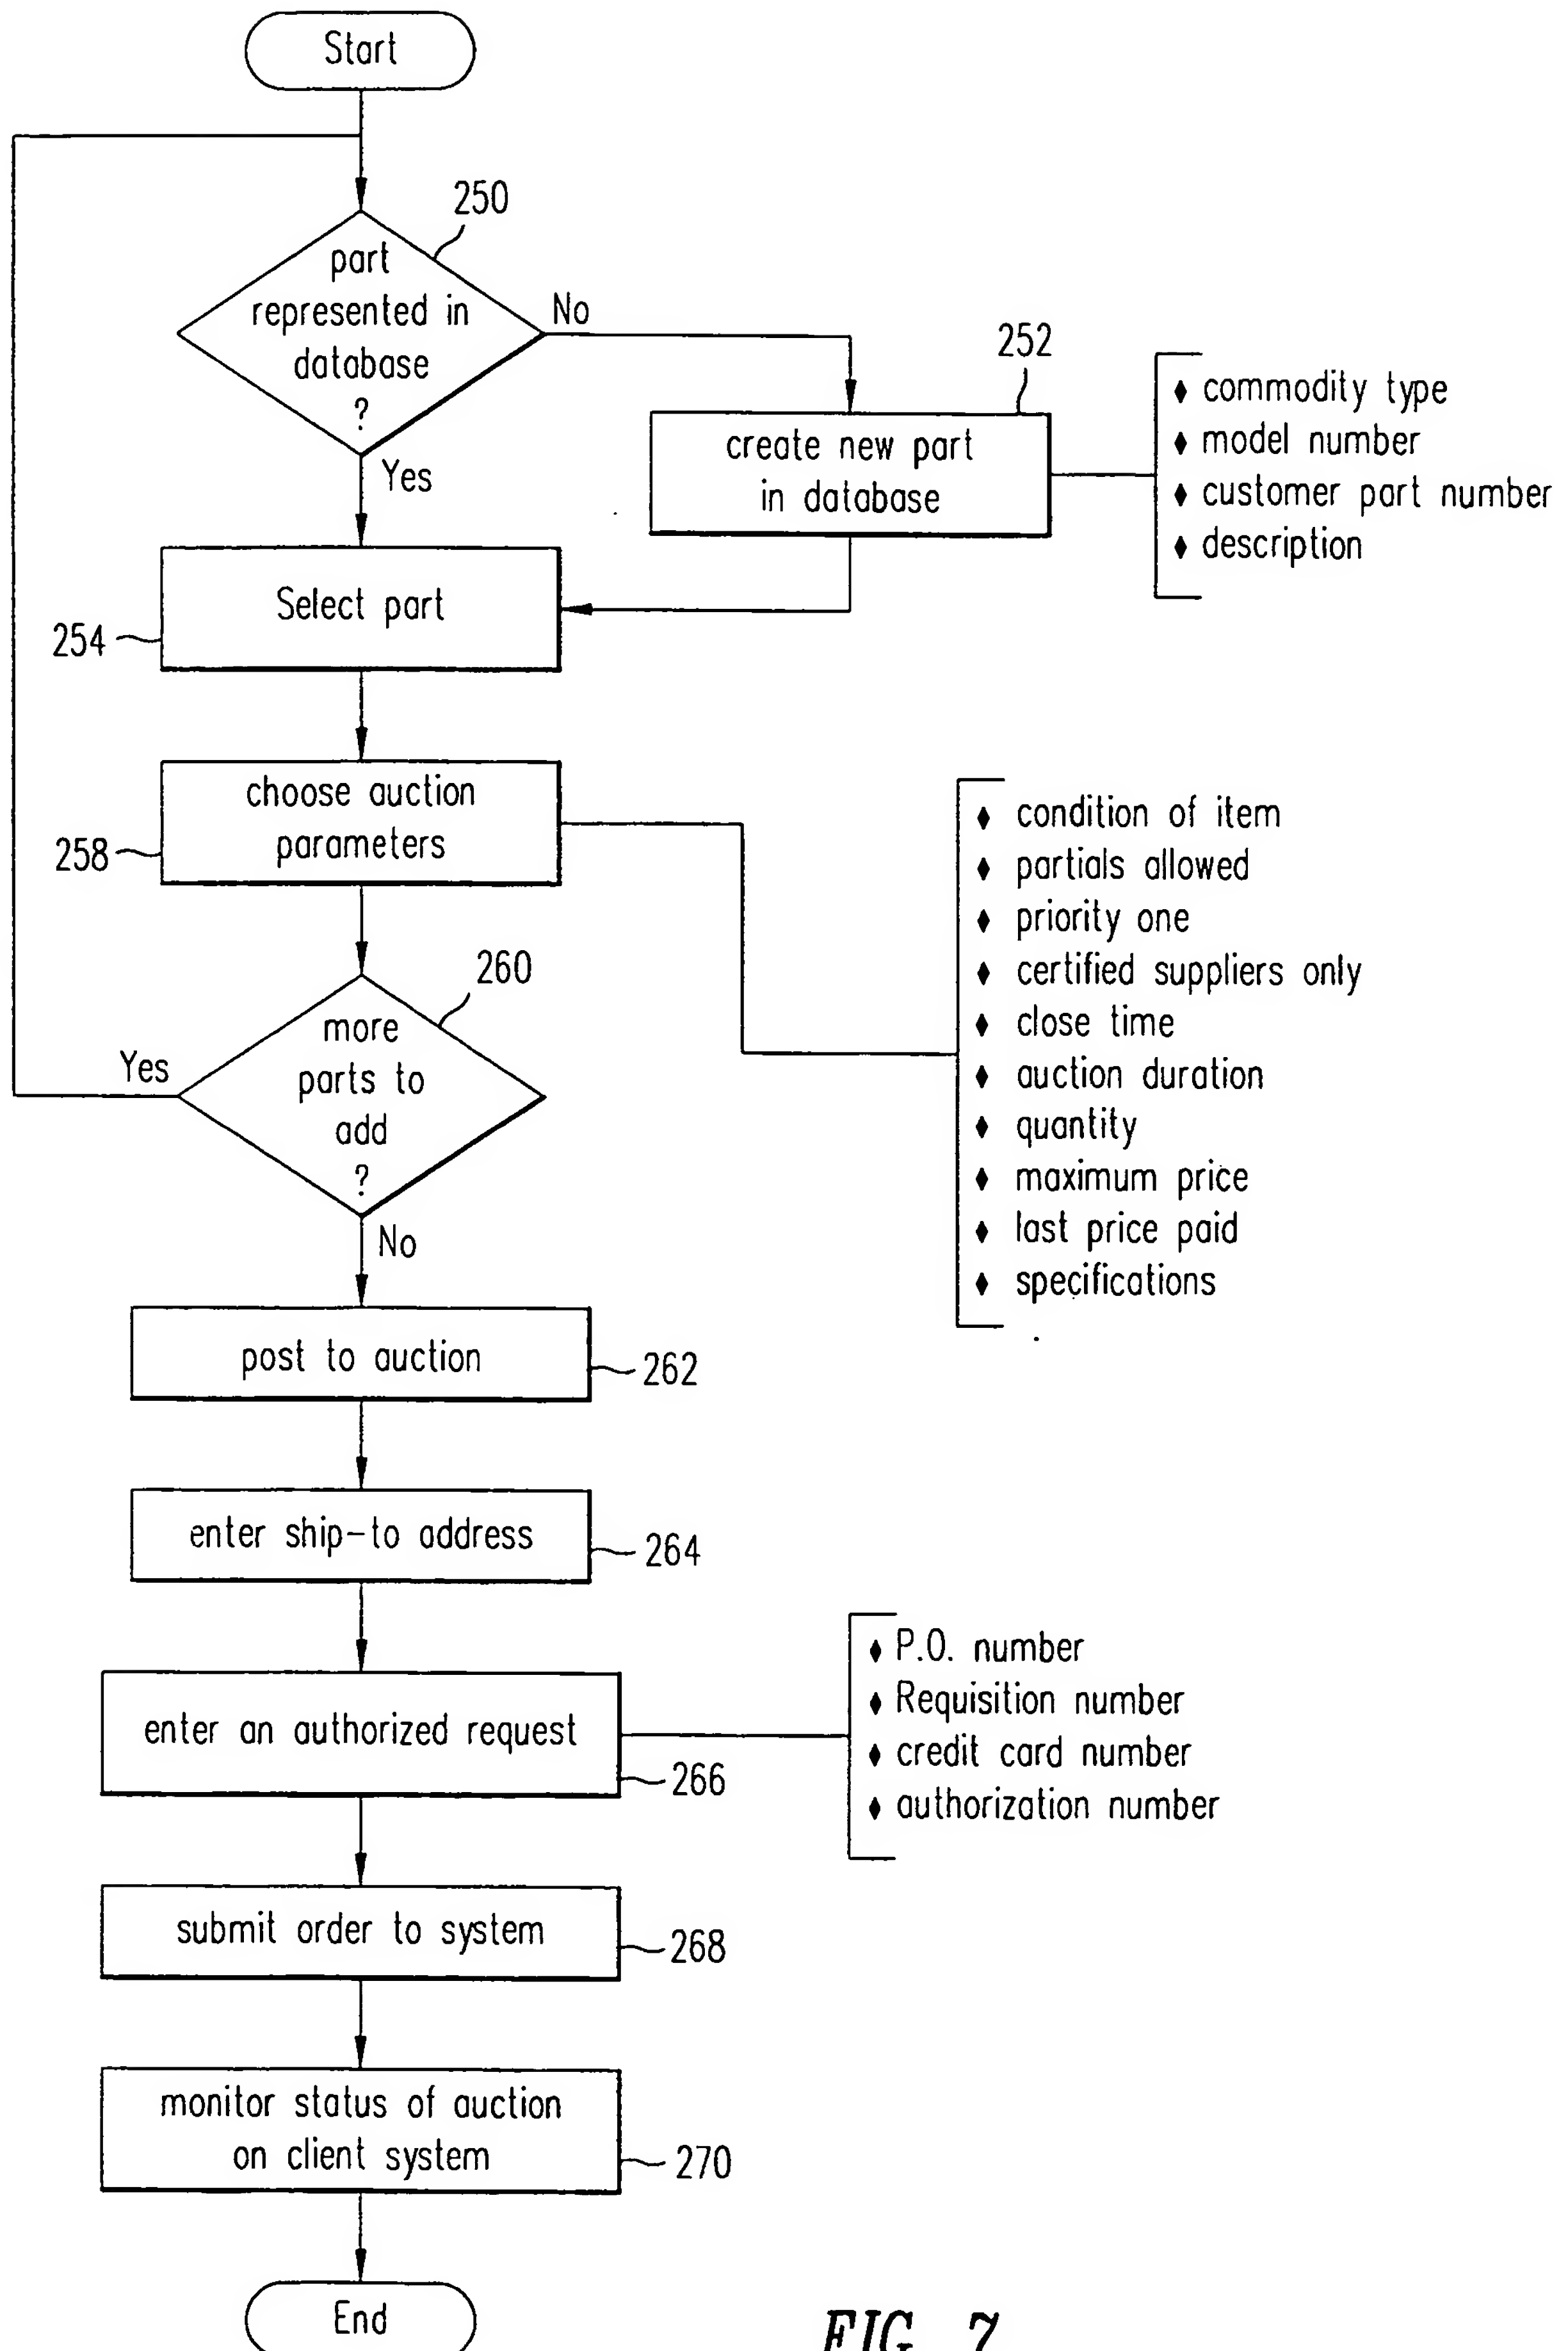 Start
250
part
represented in
database
?
No
Yes
252
create new part
in database
♦ commodity type
♦ model number
♦ customer part number
♦ description
Select part
254
choose auction
parameters
258
♦ condition of item
♦ partials allowed
♦ priority one
♦ certified suppliers only
♦ close time
♦ auction duration
♦ quantity
♦ maximum price
♦ last price paid
♦ specifications
260
more
parts to
add
?
Yes
No
post to auction
262
enter ship-to address
264
enter an authorized request
266
♦ P.O. number
♦ Requisition number
♦ credit card number
♦ authorization number
submit order to system
268
monitor status of auction
on client system
270
End
FIG. 7